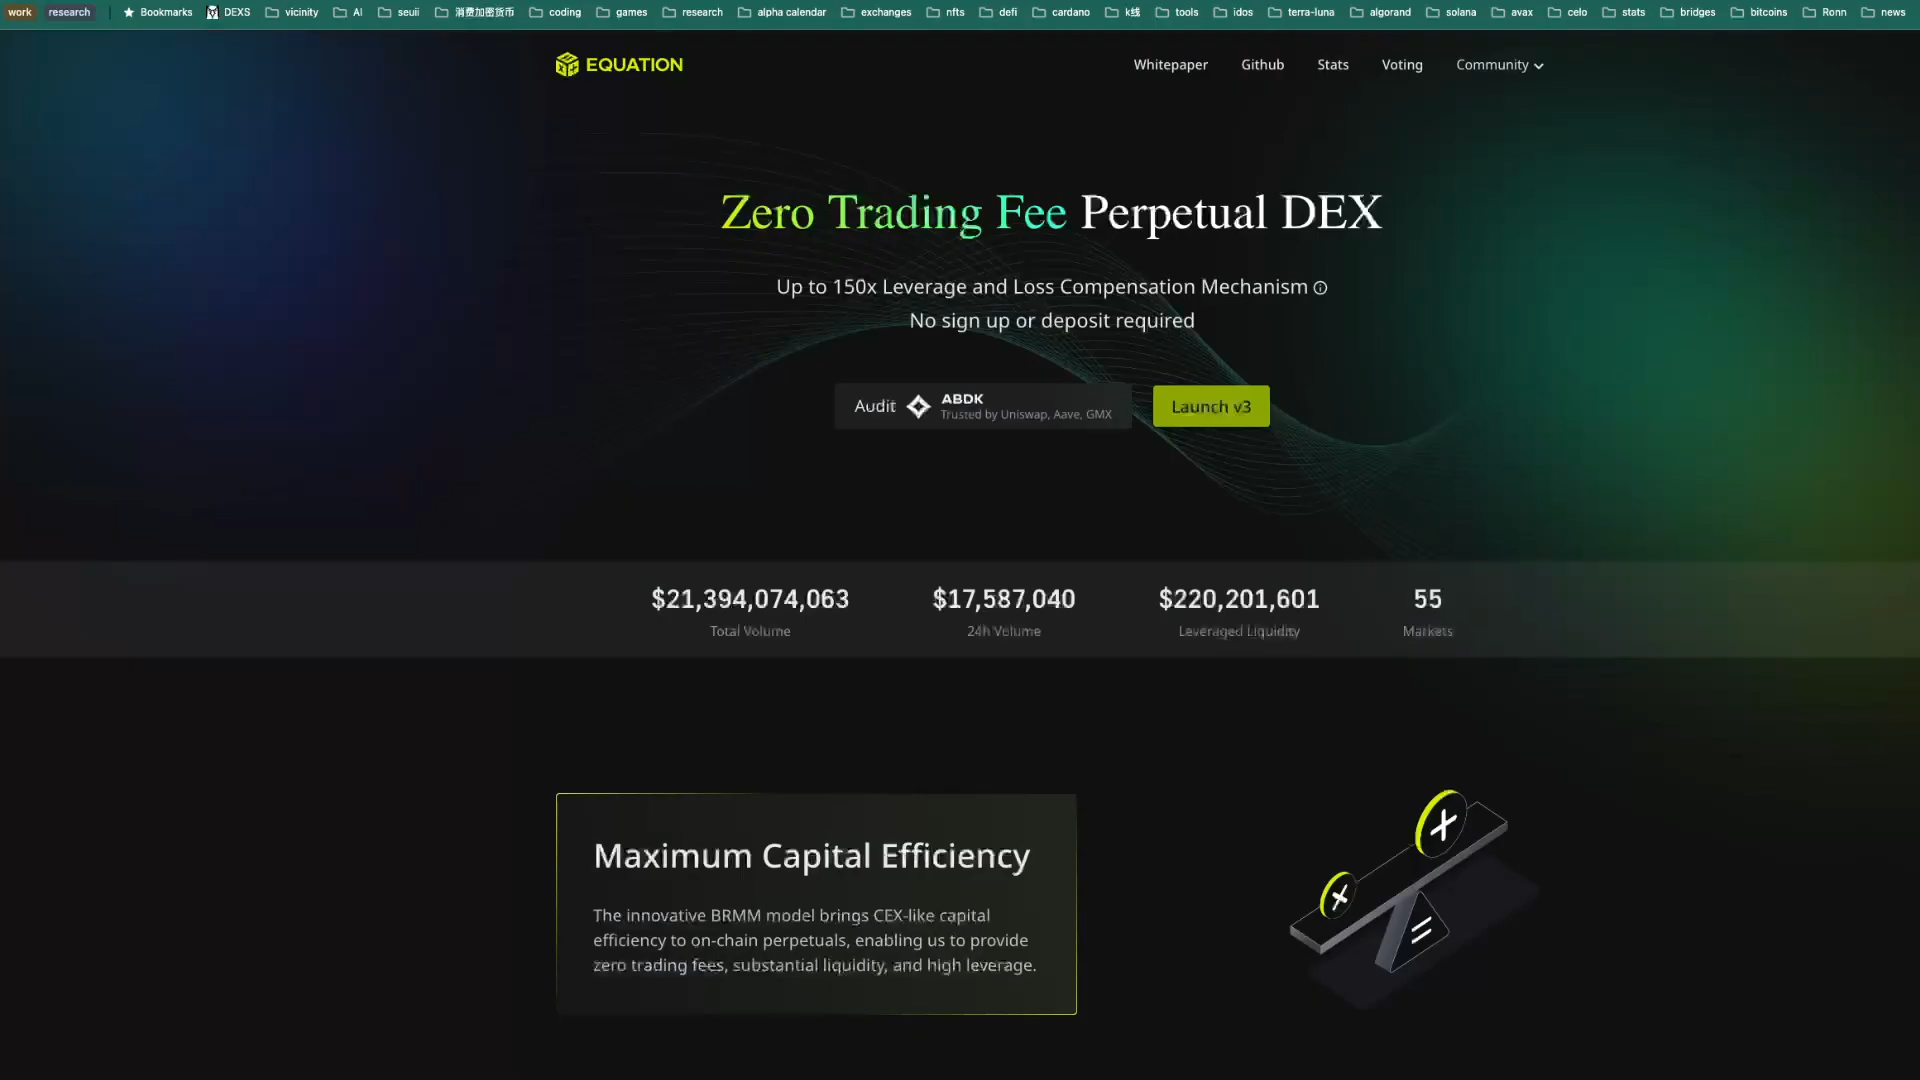 work research Bookmarks DEXS vicinity AI seuii 消费加密货币 coding games research alpha calendar exchanges nfts defi cardano k线 tools idos terra-luna algorand solana avax celo stats bridges bitcoins Ronn news
EQUATION Whitepaper Github Stats Voting Community
Zero Trading Fee Perpetual DEX
Up to 150x Leverage and Loss Compensation Mechanism
No sign up or deposit required
Audit ABDK
Trusted by Uniswap, Aave, GMX
Launch v3
$21,394,074,063 $17,587,040 $220,201,601 55
Total Volume 24h Volume Leveraged Liquidity Markets
Maximum Capital Efficiency
The innovative BRMM model brings CEX-like capital
efficiency to on-chain perpetuals, enabling us to provide
zero trading fees, substantial liquidity, and high leverage.